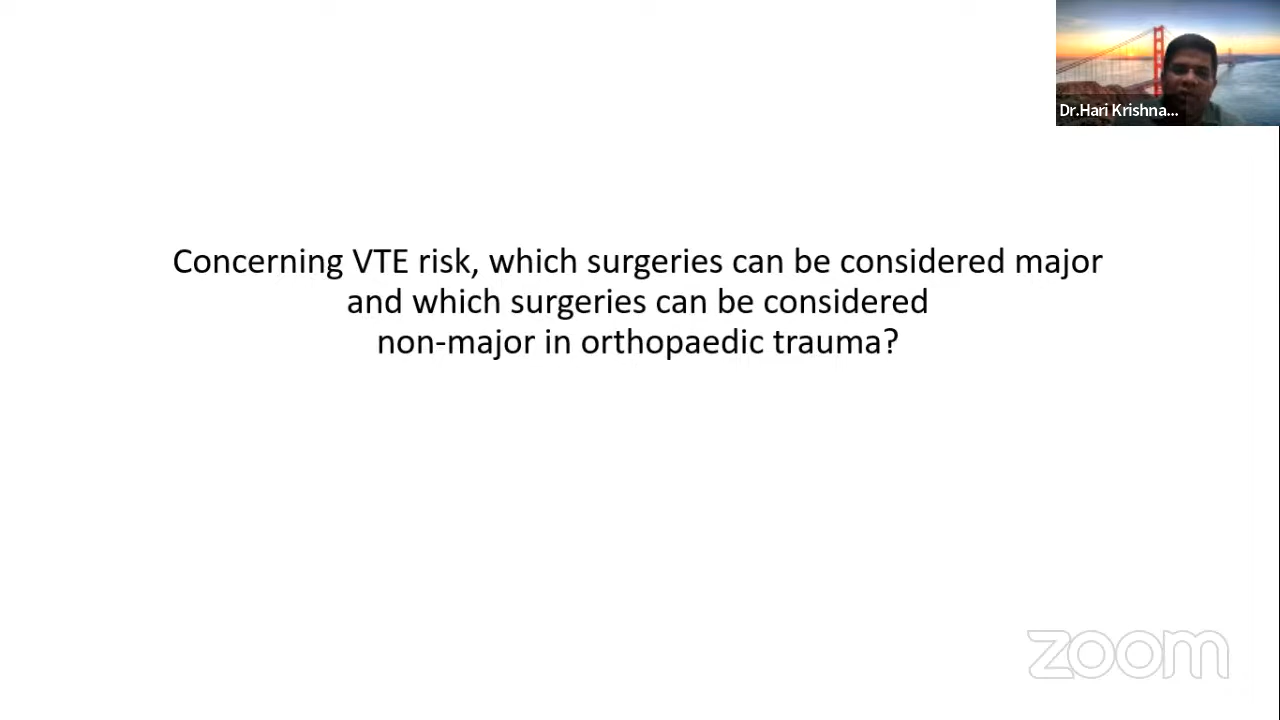 Dr.Hari Krishna...
Concerning VTE risk, which surgeries can be considered major
and which surgeries can be considered
non-major in orthopaedic trauma?
zoom